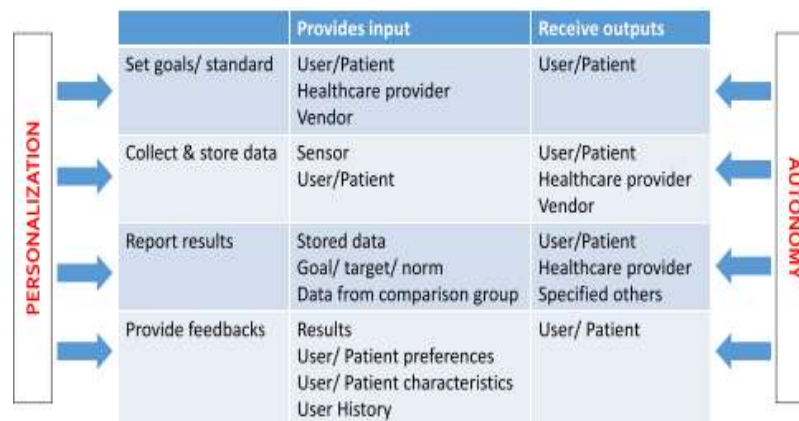 Provides input Receive outputs
Set goals/ standard User/Patient User/Patient
Healthcare provider
Vendor
Collect & store data Sensor User/Patient
User/Patient Healthcare provider
Vendor
Report results Stored data User/Patient
Goal/ target/ norm Healthcare provider
Data from comparison group Specified others
Provide feedbacks Results User/ Patient
User/ Patient preferences
User/ Patient characteristics
User History
PERSONALIZATION
AUTONOMY